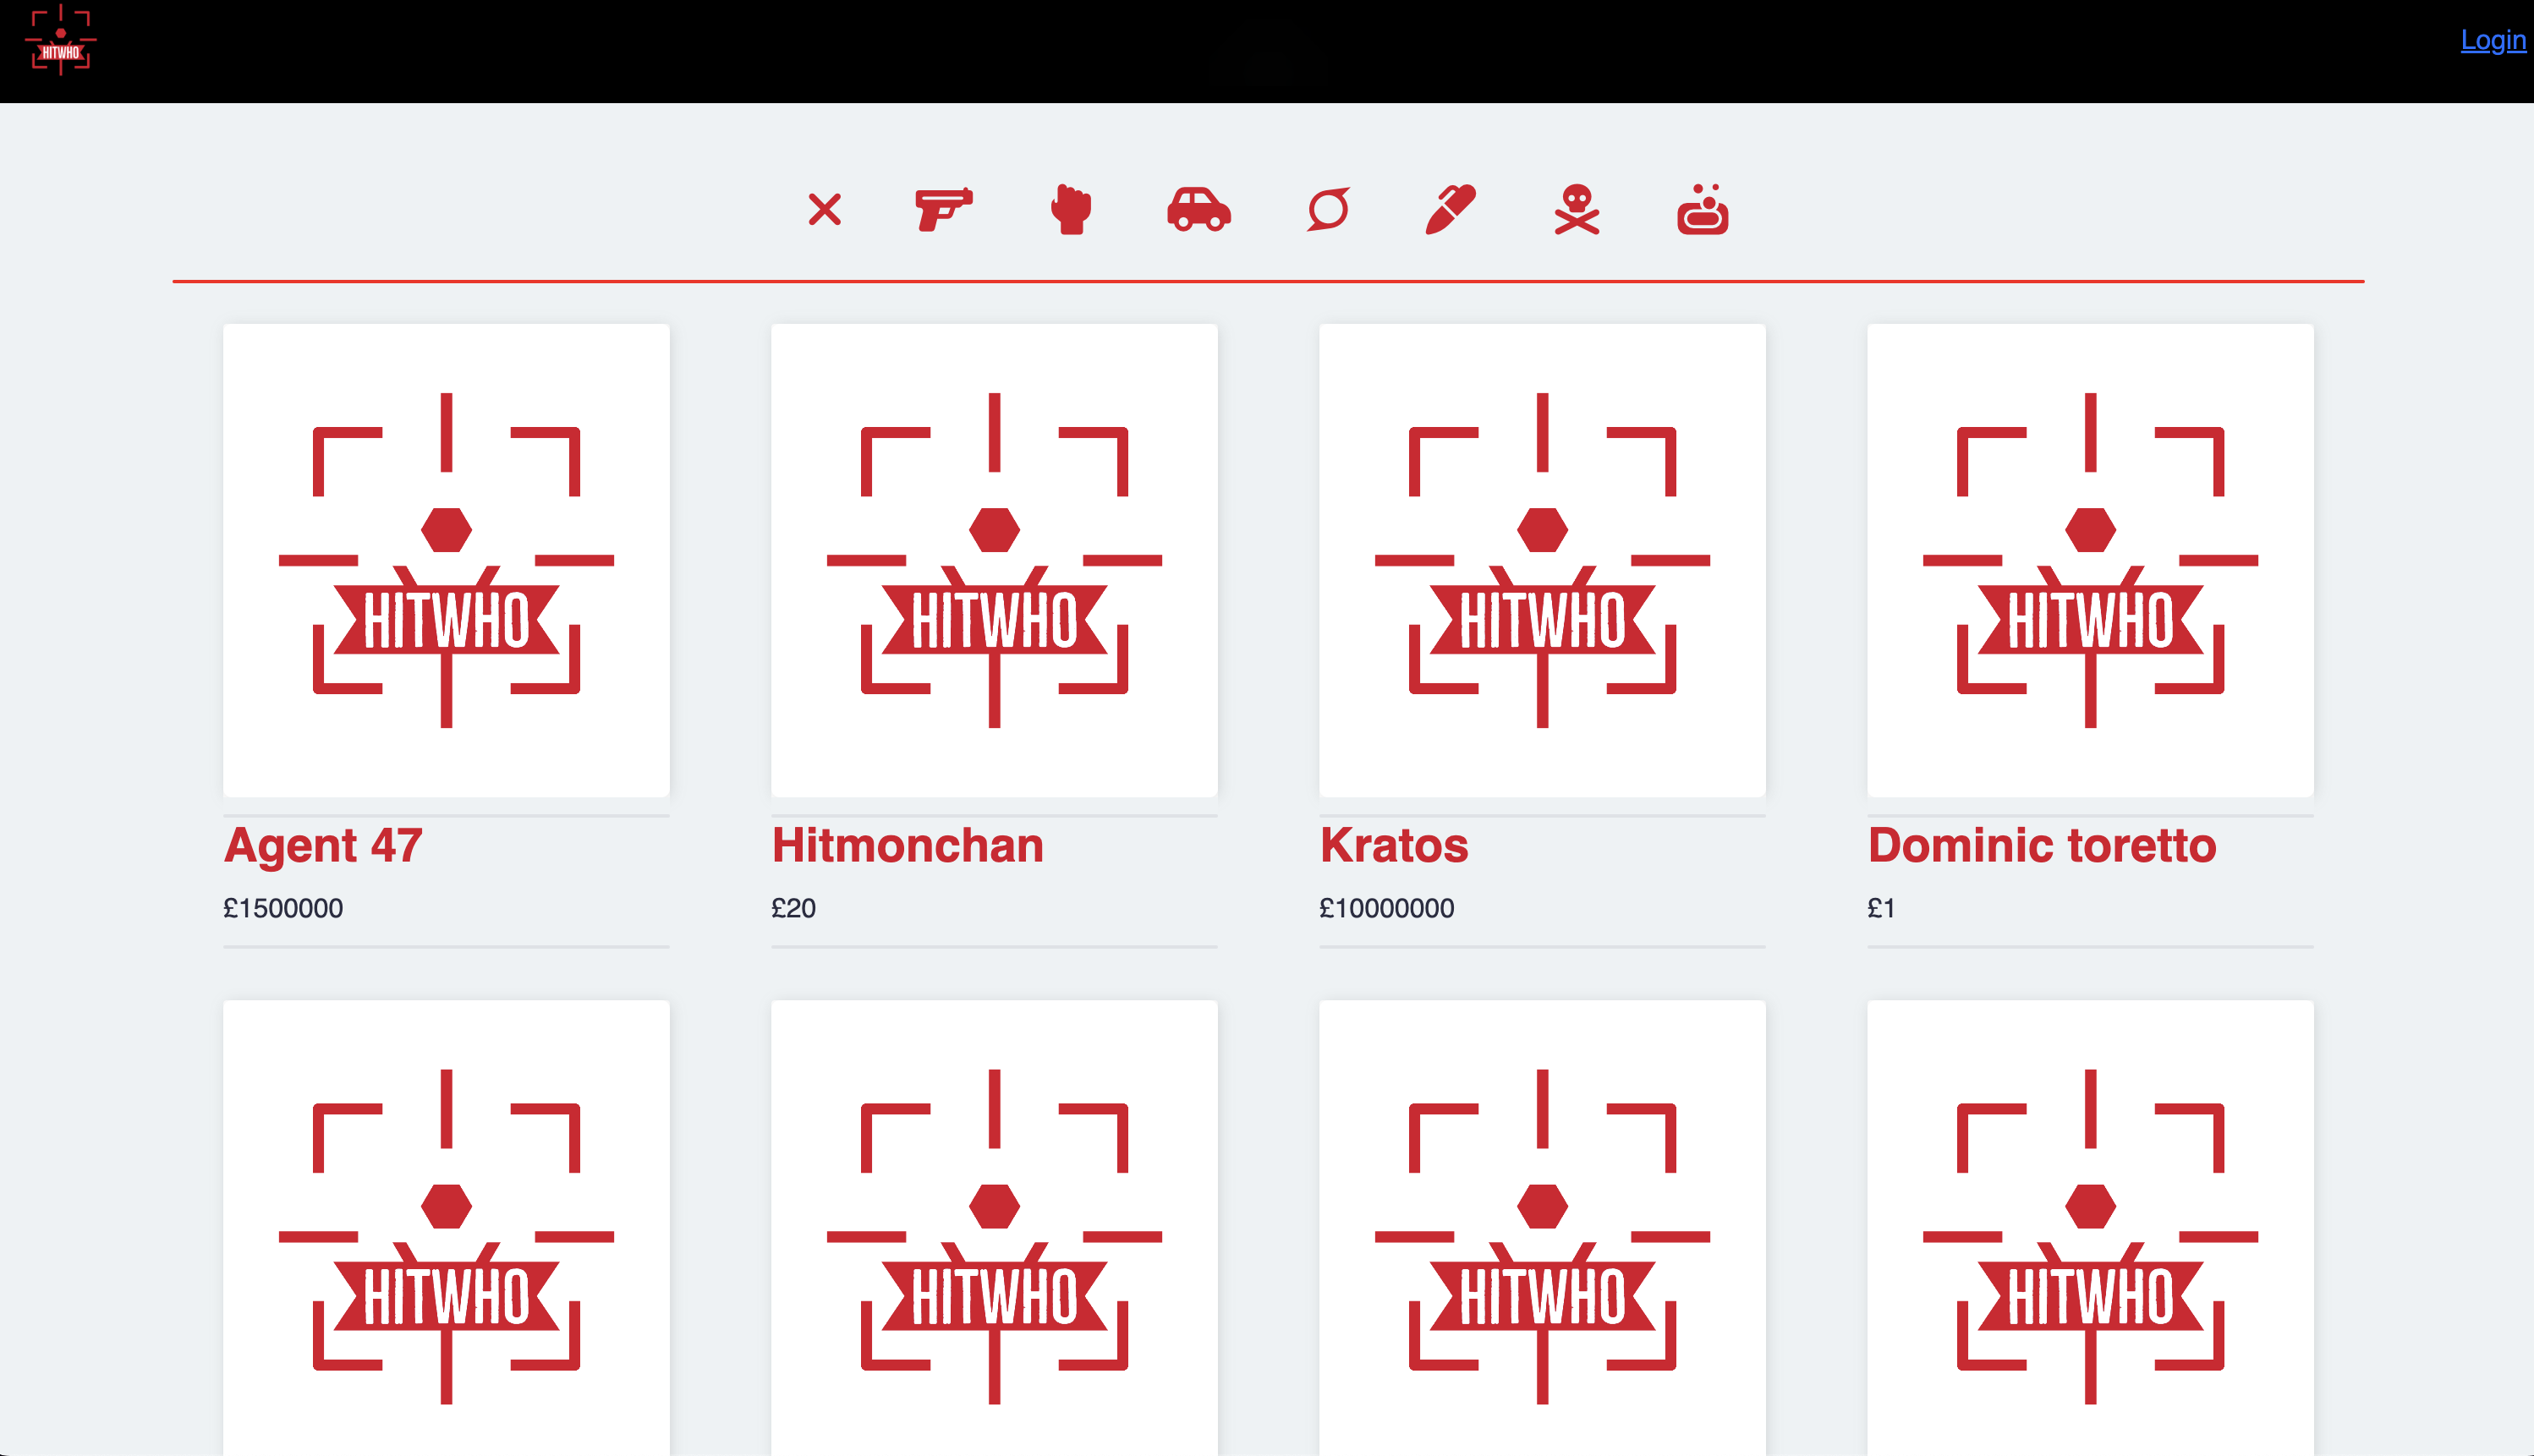 HITWHO
Login
HITWHO
HITWHO
HITWHO
HITWHO
Agent 47
Hitmonchan
Kratos
Dominic toretto
£1500000
£20
£10000000
£1
HITWHO
HITWHO
HITWHO
HITWHO